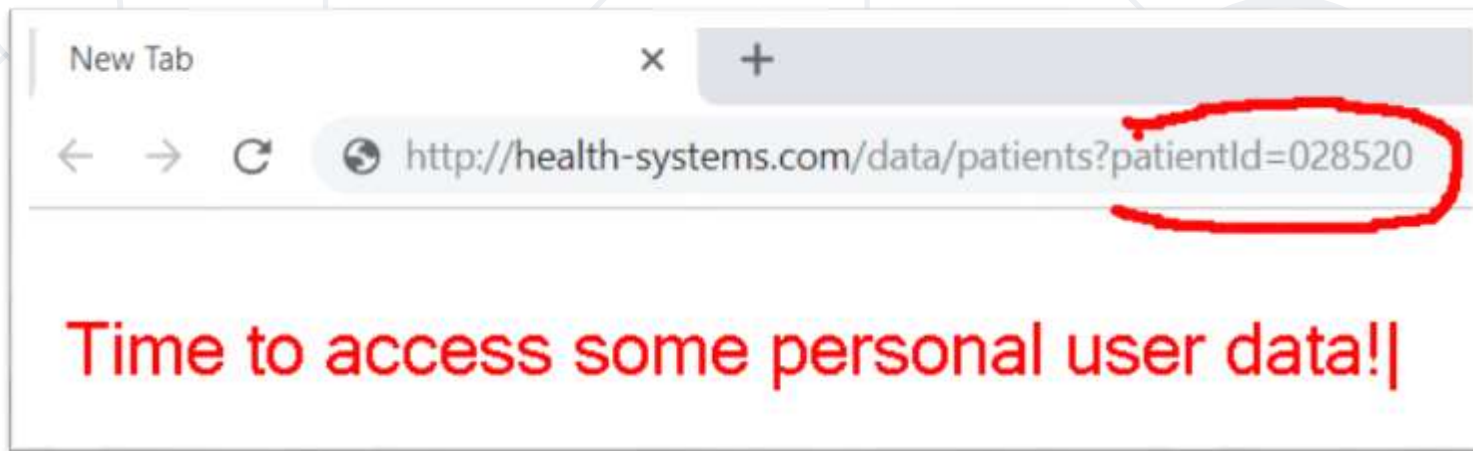 New Tab
http://health-systems.com/data/patients?patientId=028520
Time to access some personal user data!